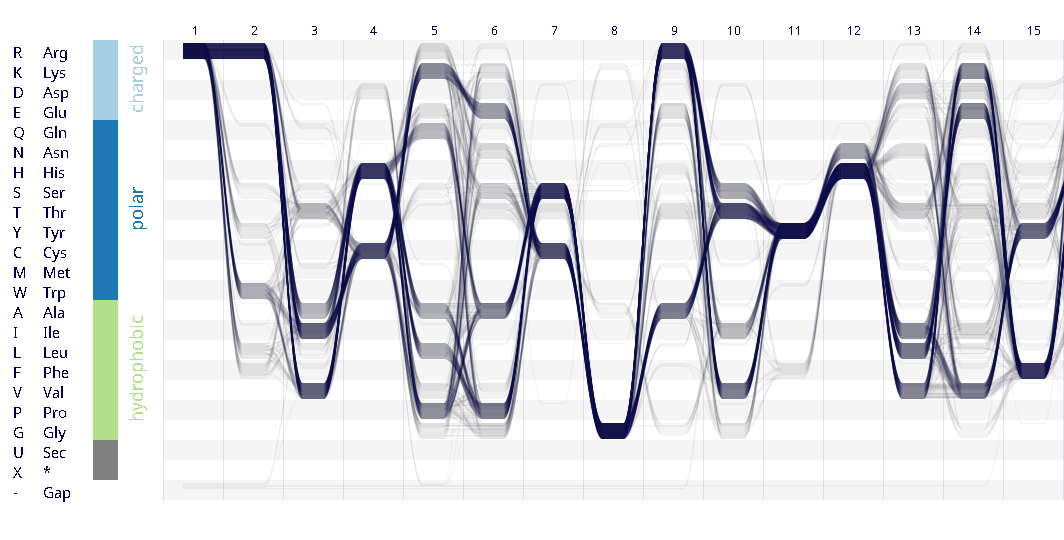 1 2 3 4 5 6 7 8 9 10 11 12 13 14 15
R Arg
K Lys
D Asp
E Glu
Q Gln
N Asn
H His
S Ser
T Thr
Y Tyr
C Cys
M Met
W Trp
A Ala
I Ile
L Leu
F Phe
V Val
P Pro
G Gly
U Sec
X *
- Gap
charged
polar
hydrophobic